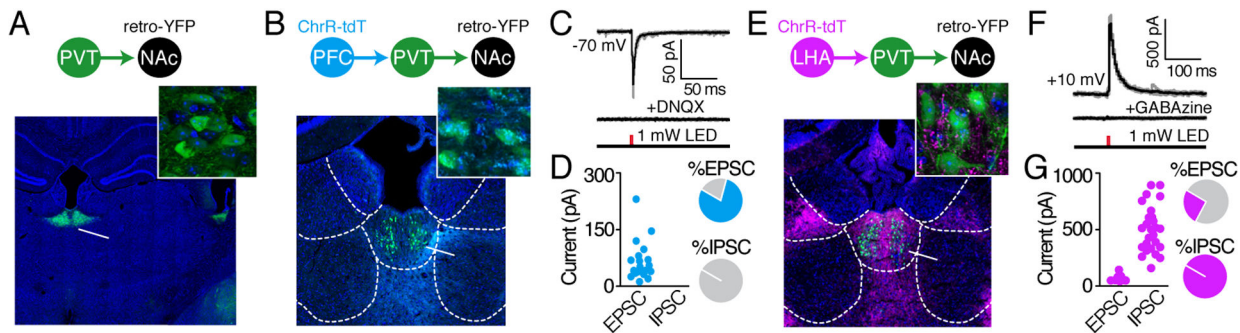 A
retro-YFP
PVT
NAc
B
ChrR-tdT
retro-YFP
PFC
PVT
NAc
C
-70 mV
50 pA
50 ms
+DNQX
1 mW LED
D
300
150
0
Current (pA)
EPSC
IPSC
%EPSC
%IPSC
E
ChrR-tdT
retro-YFP
LHA
PVT
NAc
F
+10 mV
500 pA
100 ms
+GABAzine
1 mW LED
G
1000
500
0
Current (pA)
EPSC
IPSC
%EPSC
%IPSC